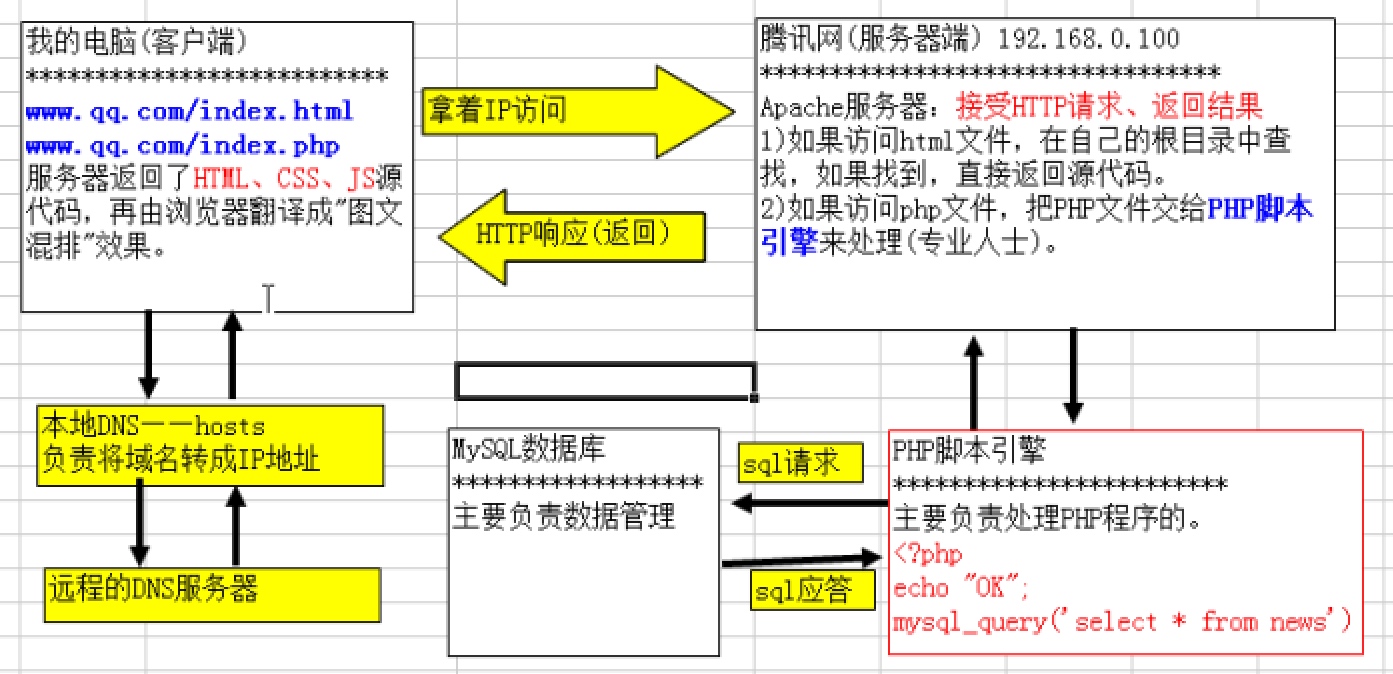 我的电脑(客户端)
**************************
www.qq.com/index.html
www.qq.com/index.php
服务器返回了HTML、CSS、JS源
代码，再由浏览器翻译成"图文
混排"效果。
拿着IP访问
HTTP响应(返回)
腾讯网(服务器端) 192.168.0.100
*********************************
Apache服务器：接受HTTP请求、返回结果
1)如果访问html文件，在自己的根目录中查
找，如果找到，直接返回源代码。
2)如果访问php文件，把PHP文件交给PHP脚本
引擎来处理(专业人士)。
本地DNS——hosts
负责将域名转成IP地址
远程的DNS服务器
MySQL数据库
******************
主要负责数据管理
sql请求
sql应答
PHP脚本引擎
************************
主要负责处理PHP程序的。
<?php
echo "OK";
mysql_query('select * from news')